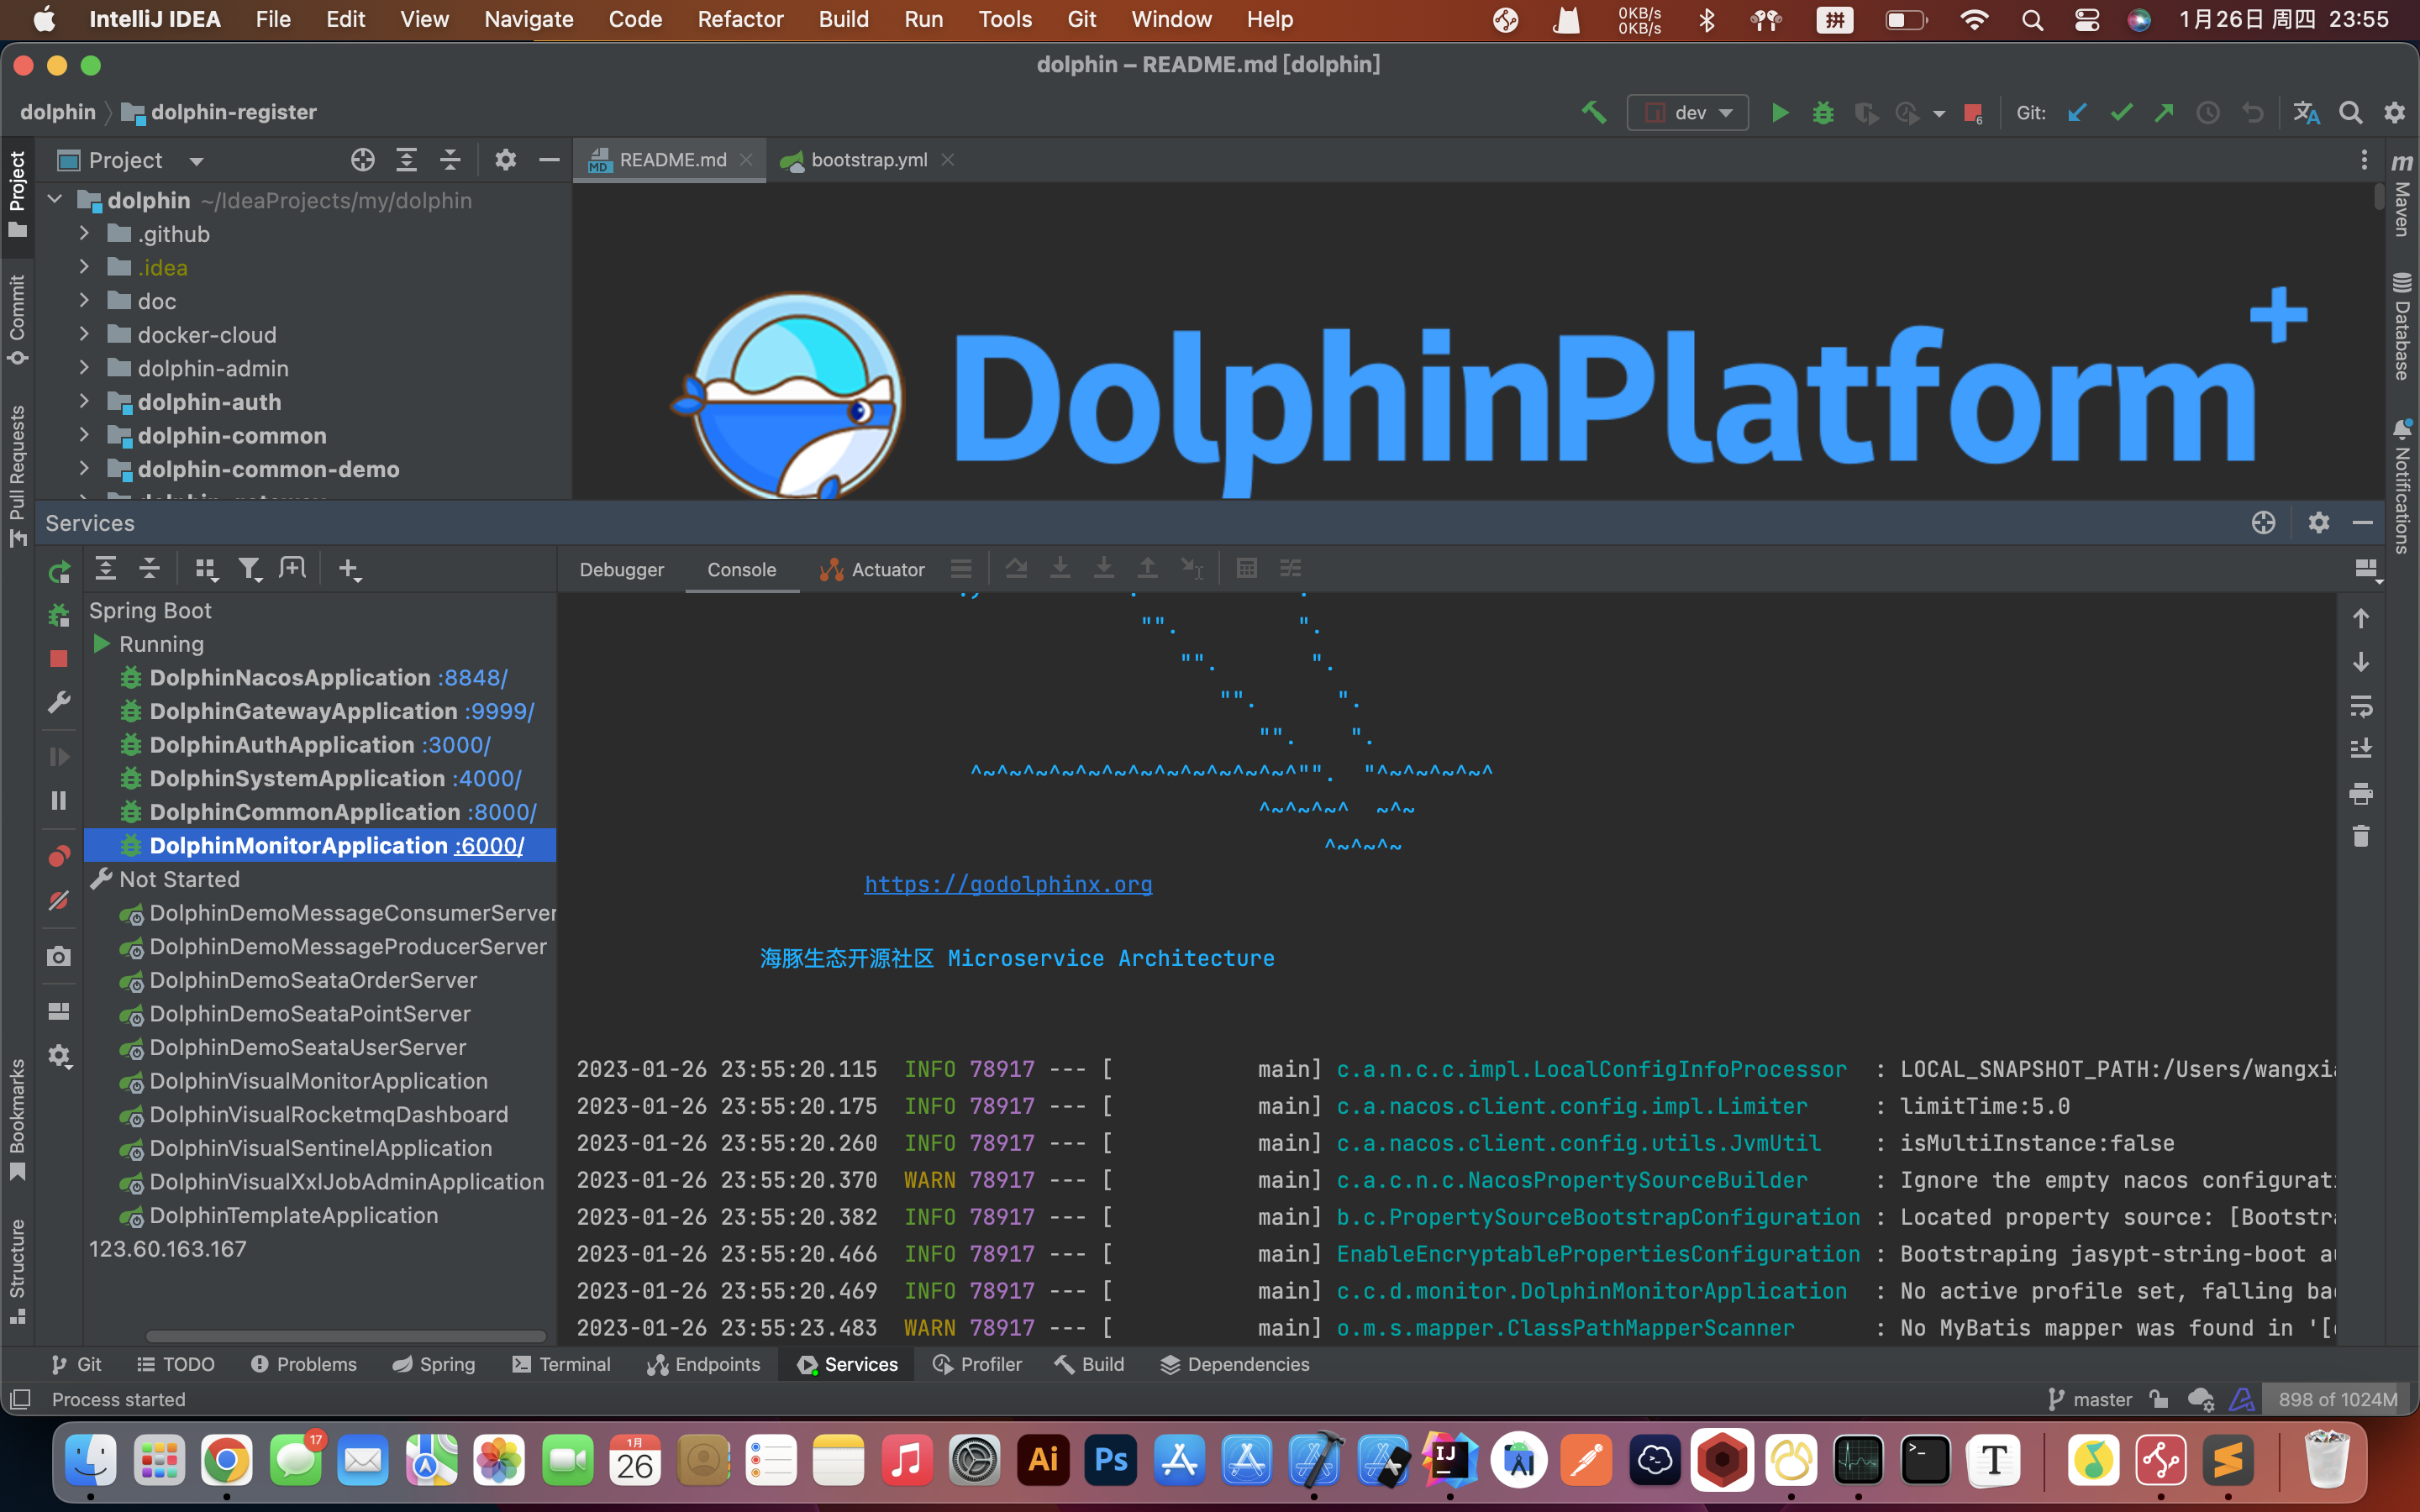 IntelliJ IDEA File Edit View Navigate Code Refactor Build Run Tools Git Window Help 0KB/s 0KB/s 拼 1月26日 周四 23:55
dolphin – README.md [dolphin]
dolphin dolphin-register dev 6 Git:
Project README.md bootstrap.yml
dolphin ~/IdeaProjects/my/dolphin
.github
.idea
doc
docker-cloud
dolphin-admin
dolphin-auth
dolphin-common
dolphin-common-demo
DolphinPlatform+
Project
Commit
Pull Requests
Bookmarks
Structure
Maven
Database
Notifications
Services
Debugger Console Actuator
Spring Boot
Running
DolphinNacosApplication :8848/
DolphinGatewayApplication :9999/
DolphinAuthApplication :3000/
DolphinSystemApplication :4000/
DolphinCommonApplication :8000/
DolphinMonitorApplication :6000/
Not Started
DolphinDemoMessageConsumerServer
DolphinDemoMessageProducerServer
DolphinDemoSeataOrderServer
DolphinDemoSeataPointServer
DolphinDemoSeataUserServer
DolphinVisualMonitorApplication
DolphinVisualRocketmqDashboard
DolphinVisualSentinelApplication
DolphinVisualXxlJobAdminApplication
DolphinTemplateApplication
123.60.163.167
"". ".
"". ".
"". ".
"". ".
^~^~^~^~^~^~^~^~^~^~^~^~^"". "^~^~^~^~^
^~^~^~^ ~^~
^~^~^~
https://godolphinx.org
海豚生态开源社区 Microservice Architecture
2023-01-26 23:55:20.115 INFO 78917 --- [ main] c.a.n.c.c.impl.LocalConfigInfoProcessor : LOCAL_SNAPSHOT_PATH:/Users/wangxi
2023-01-26 23:55:20.175 INFO 78917 --- [ main] c.a.nacos.client.config.impl.Limiter : limitTime:5.0
2023-01-26 23:55:20.260 INFO 78917 --- [ main] c.a.nacos.client.config.utils.JvmUtil : isMultiInstance:false
2023-01-26 23:55:20.370 WARN 78917 --- [ main] c.a.c.n.c.NacosPropertySourceBuilder : Ignore the empty nacos configurati
2023-01-26 23:55:20.382 INFO 78917 --- [ main] b.c.PropertySourceBootstrapConfiguration : Located property source: [Bootstr
2023-01-26 23:55:20.466 INFO 78917 --- [ main] EnableEncryptablePropertiesConfiguration : Bootstraping jasypt-string-boot a
2023-01-26 23:55:20.469 INFO 78917 --- [ main] c.c.d.monitor.DolphinMonitorApplication : No active profile set, falling ba
2023-01-26 23:55:23.483 WARN 78917 --- [ main] o.m.s.mapper.ClassPathMapperScanner : No MyBatis mapper was found in '[
Git TODO Problems Spring Terminal Endpoints Services Profiler Build Dependencies
Process started master 898 of 1024M
17 1月 26 Ai Ps IJ T